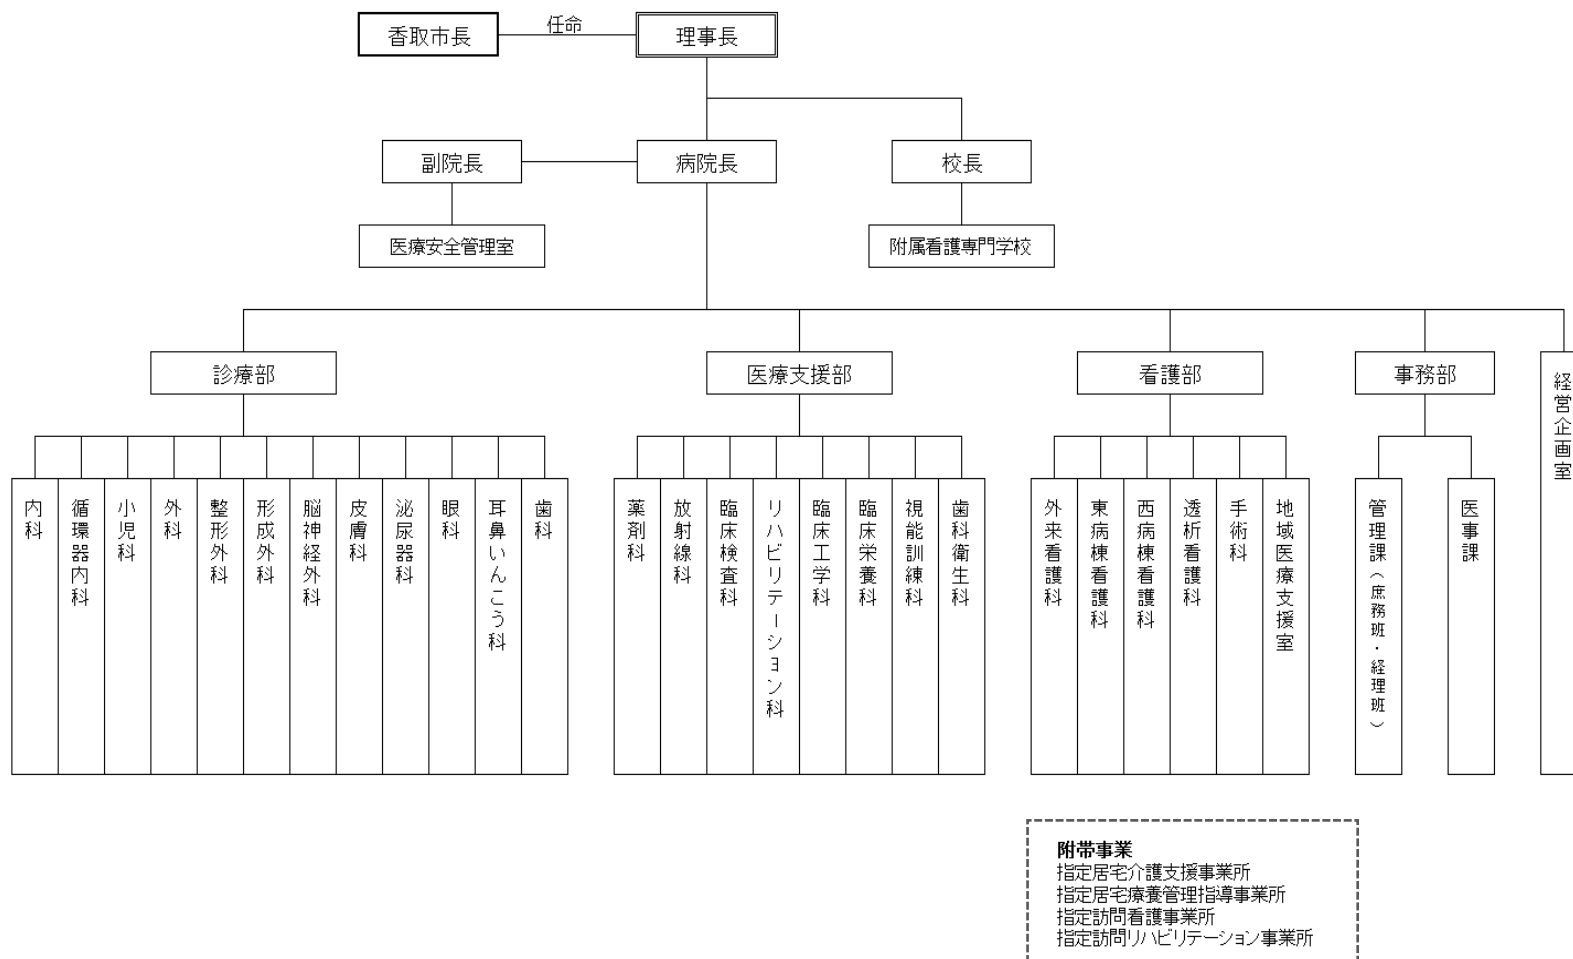 香取市長
任命
理事長
副院長
病院長
校長
医療安全管理室
附属看護専門学校
診療部
医療支援部
看護部
事務部
経営企画室
内科
循環器内科
小児科
外科
整形外科
形成外科
脳神経外科
皮膚科
泌尿器科
眼科
耳鼻いんこう科
歯科
薬剤科
放射線科
臨床検査科
リハビリテーション科
臨床工学科
臨床栄養科
視能訓練科
歯科衛生科
外来看護科
東病棟看護科
西病棟看護科
透析看護科
手術科
地域医療支援室
管理課（庶務班・経理班）
医事課
附帯事業
指定居宅介護支援事業所
指定居宅療養管理指導事業所
指定訪問看護事業所
指定訪問リハビリテーション事業所